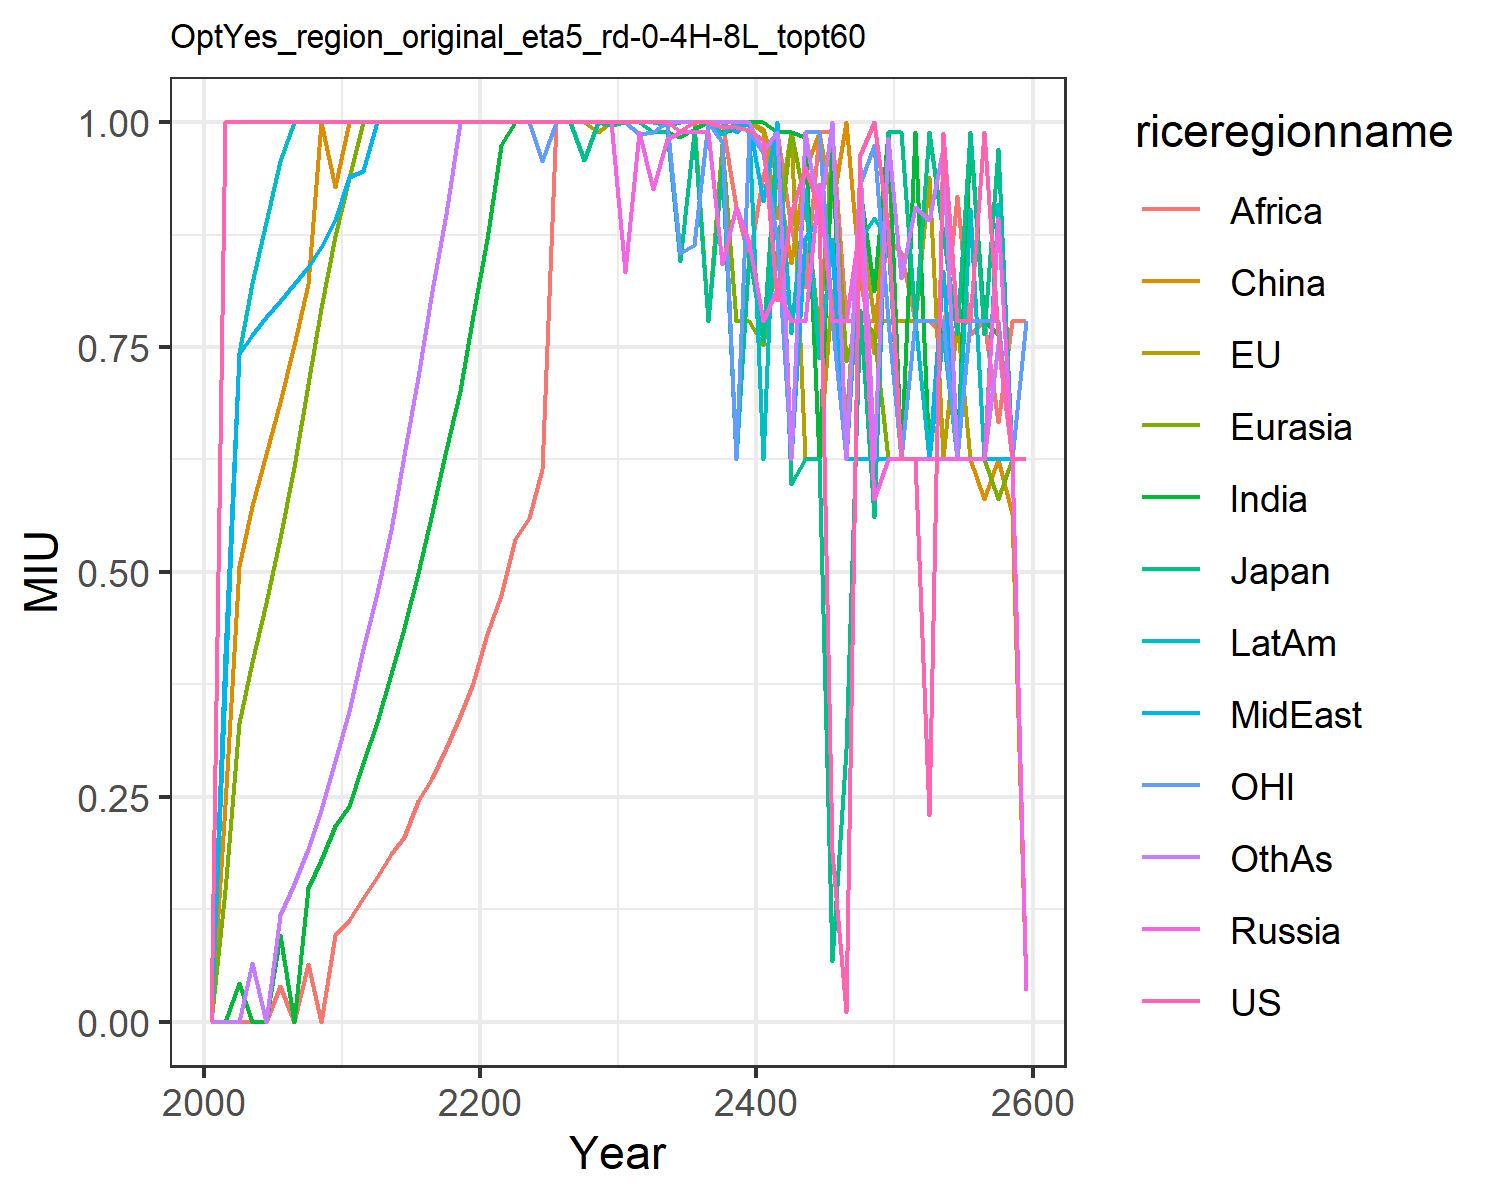 OptYes_region_original_eta5_rd-0-4H-8L_topt60
1.00
0.75
0.50
0.25
0.00
MIU
2000 2200 2400 2600
Year
riceregionname
Africa
China
EU
Eurasia
India
Japan
LatAm
MidEast
OHI
OthAs
Russia
US